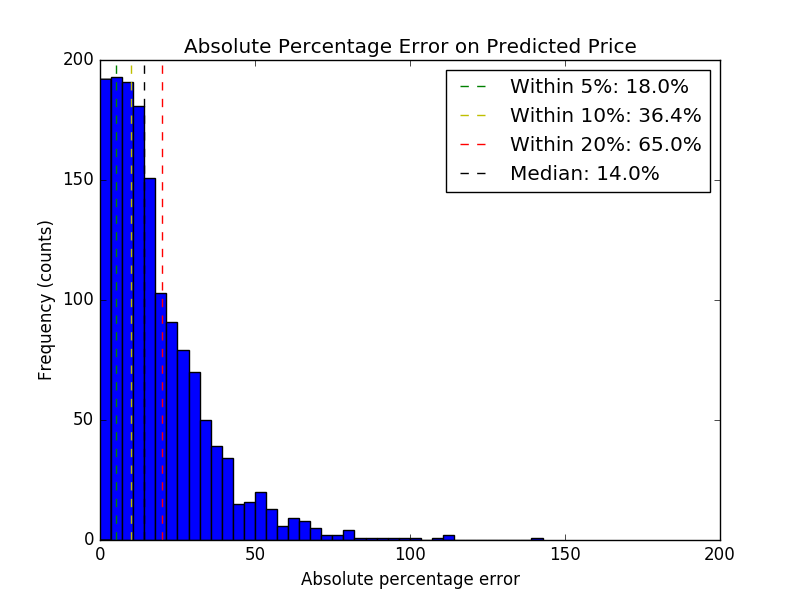 Absolute Percentage Error on Predicted Price
Within 5%: 18.0%
Within 10%: 36.4%
Within 20%: 65.0%
Median: 14.0%
200
150
100
50
0
Frequency (counts)
0 50 100 150 200
Absolute percentage error